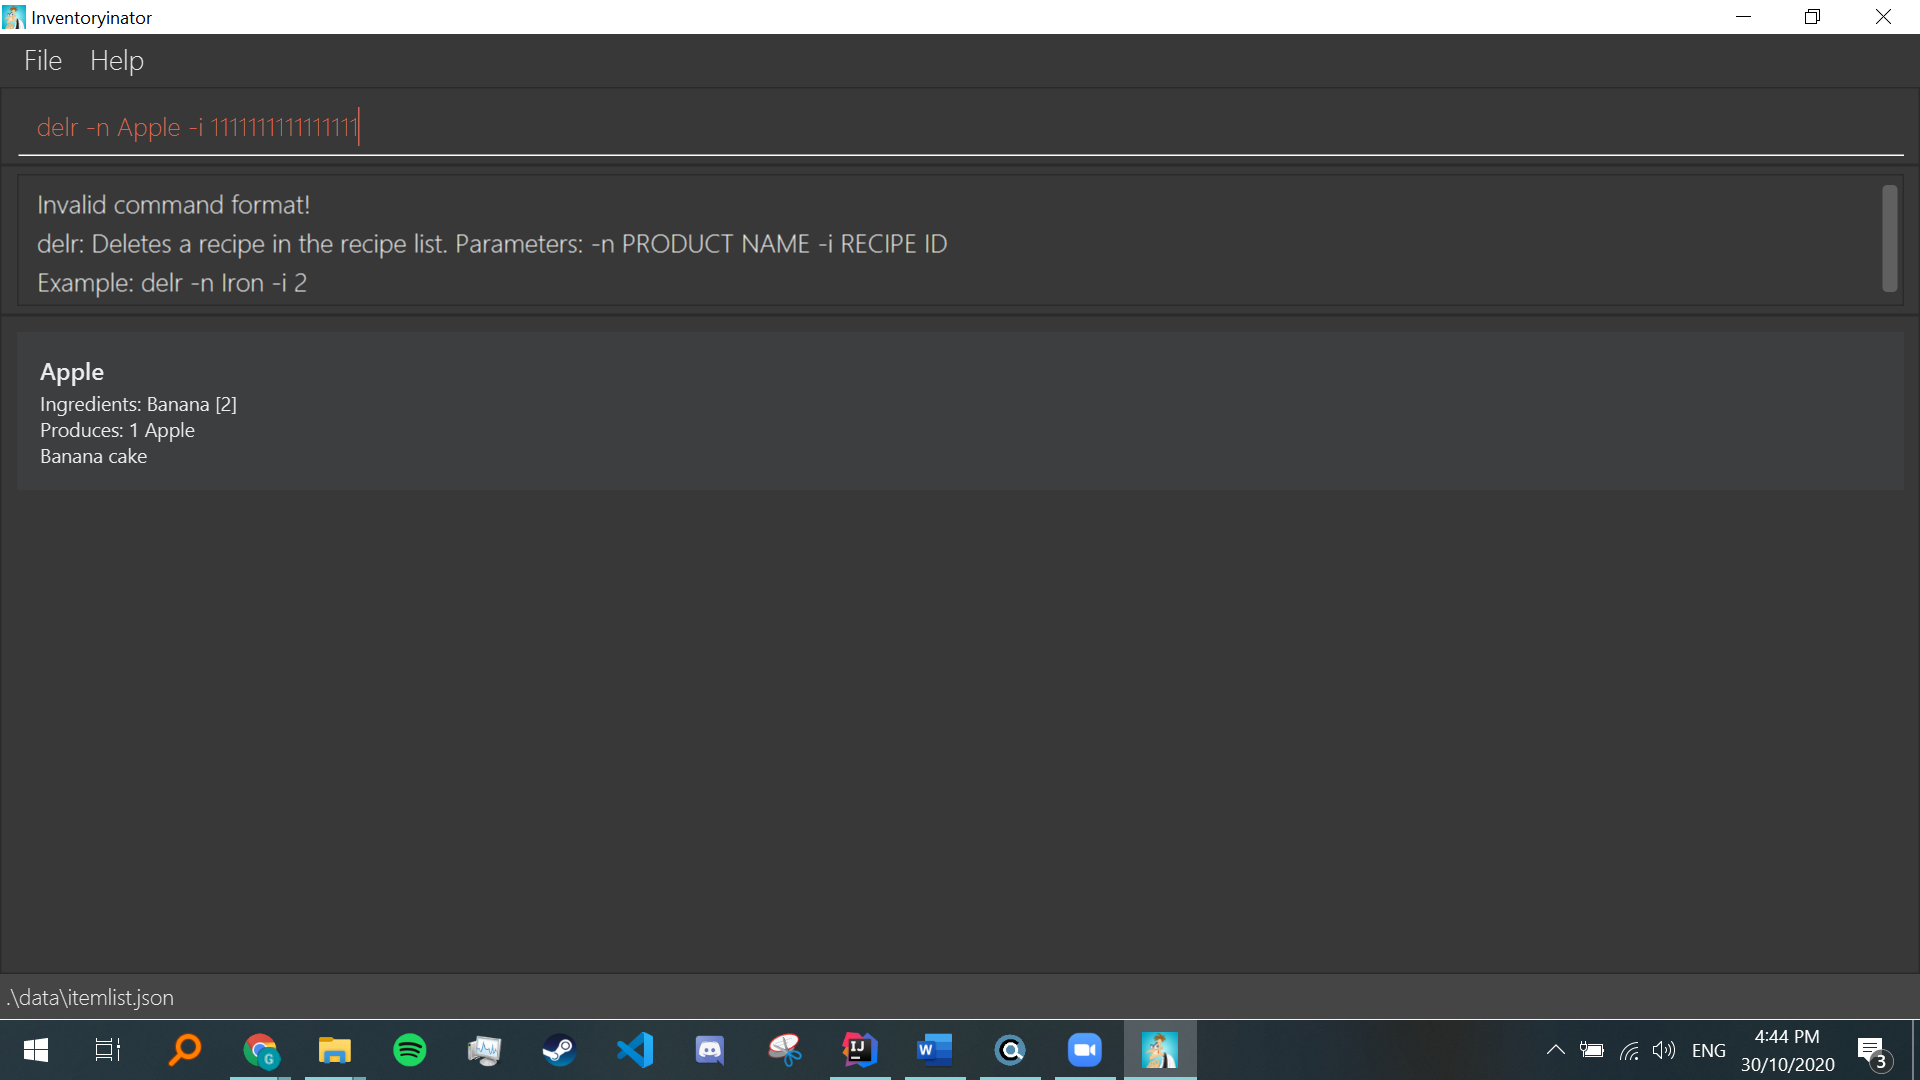 Inventoryinator
File Help
delr -n Apple -i 1111111111111111
Invalid command format!
delr: Deletes a recipe in the recipe list. Parameters: -n PRODUCT NAME -i RECIPE ID
Example: delr -n Iron -i 2
Apple
Ingredients: Banana [2]
Produces: 1 Apple
Banana cake
.\data\itemlist.json
G
IJ
W
ENG
4:44 PM
30/10/2020
3